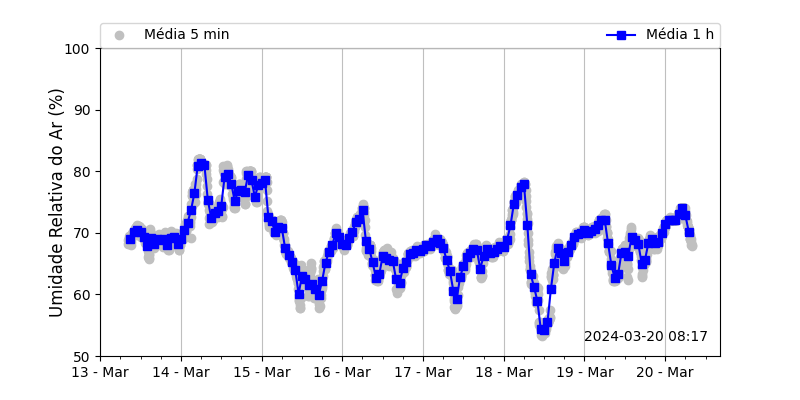 Média 5 min
Média 1 h
Umidade Relativa do Ar (%)
100
90
80
70
60
50
2024-03-20 08:17
13 - Mar
14 - Mar
15 - Mar
16 - Mar
17 - Mar
18 - Mar
19 - Mar
20 - Mar